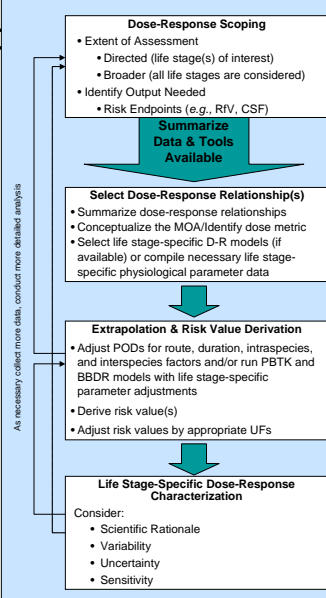 Dose-Response Scoping
• Extent of Assessment
• Directed (life stage(s) of interest)
• Broader (all life stages are considered)
• Identify Output Needed
• Risk Endpoints (e.g., RfV, CSF)
Summarize
Data & Tools
Available
Select Dose-Response Relationship(s)
• Summarize dose-response relationships
• Conceptualize the MOA/Identify dose metric
• Select life stage-specific D-R models (if
available) or compile necessary life stage-
specific physiological parameter data
Extrapolation & Risk Value Derivation
• Adjust PODs for route, duration, intraspecies,
and interspecies factors and/or run PBTK and
BBDR models with life stage-specific
parameter adjustments
• Derive risk value(s)
• Adjust risk values by appropriate UFs
Life Stage-Specific Dose-Response
Characterization
Consider:
• Scientific Rationale
• Variability
• Uncertainty
• Sensitivity
As necessary collect more data, conduct more detailed analysis